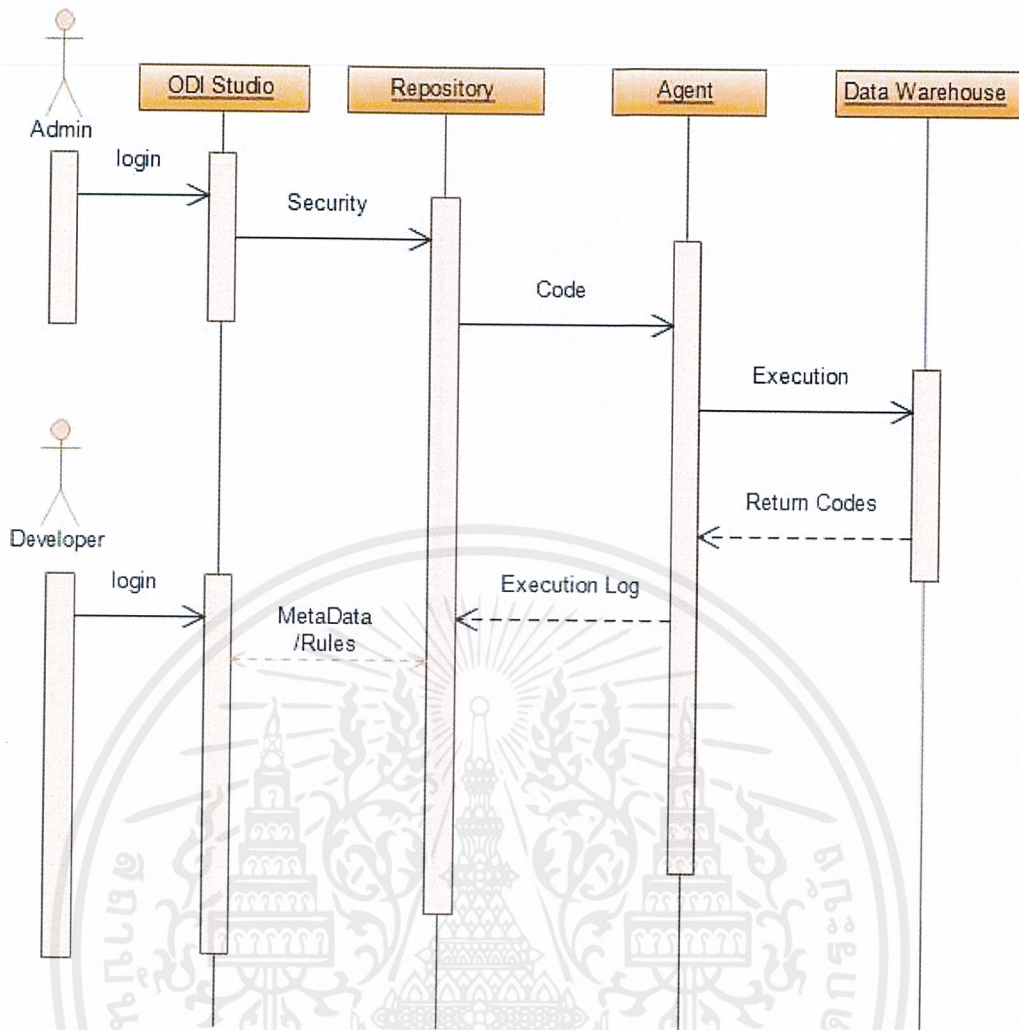 ODI Studio
Repository
Agent
Data Warehouse
Admin
login
Security
Code
Execution
Return Codes
Developer
login
Execution Log
MetaData
/Rules